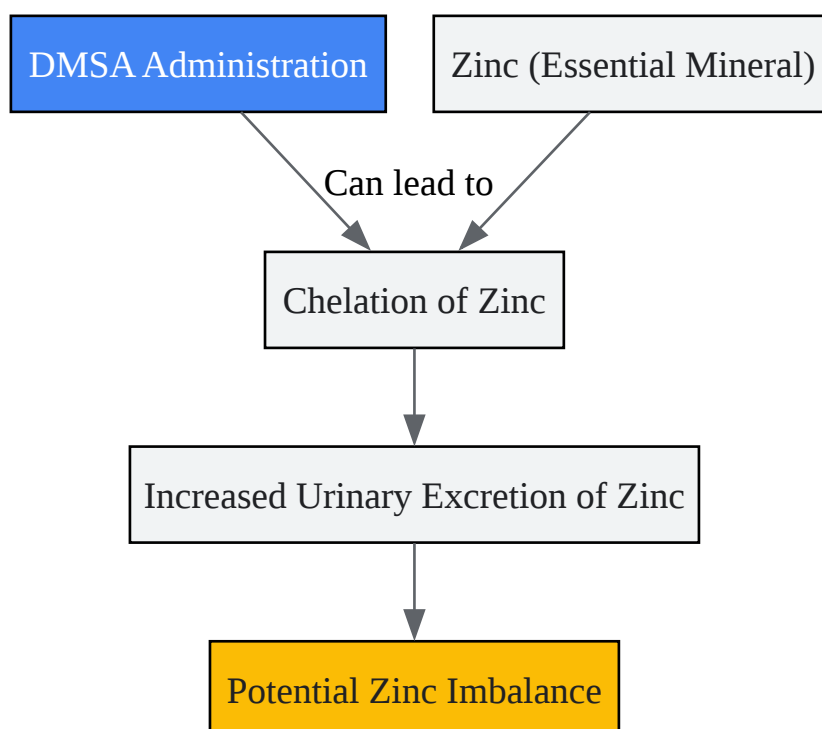 DMSA Administration
Zinc (Essential Mineral)
Can lead to
Chelation of Zinc
Increased Urinary Excretion of Zinc
Potential Zinc Imbalance